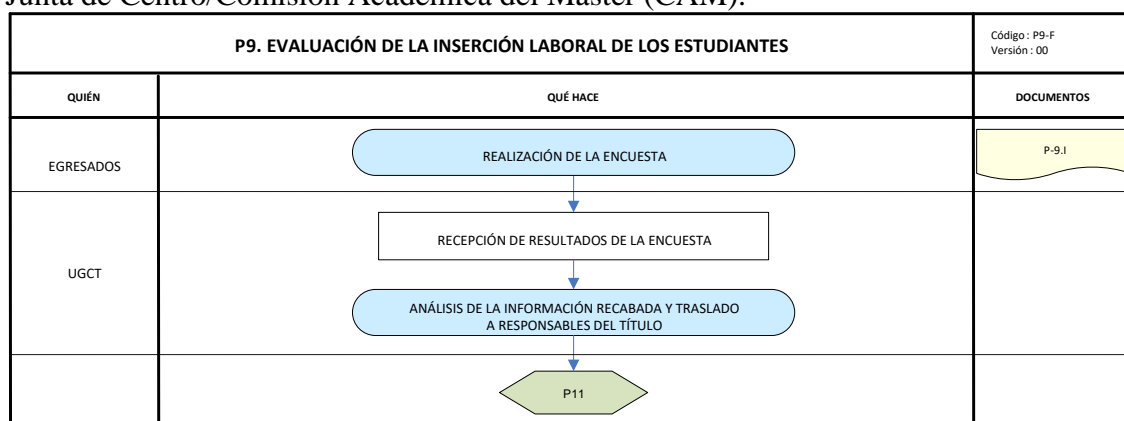 Junta de Centro/Comisión Académica del Máster (CAM).
P9. EVALUACIÓN DE LA INSERCIÓN LABORAL DE LOS ESTUDIANTES
Código : P9-F
Versión : 00
QUIÉN
QUÉ HACE
DOCUMENTOS
EGRESADOS
REALIZACIÓN DE LA ENCUESTA
P-9.I
UGCT
RECEPCIÓN DE RESULTADOS DE LA ENCUESTA
ANÁLISIS DE LA INFORMACIÓN RECABADA Y TRASLADO
A RESPONSABLES DEL TÍTULO
P11